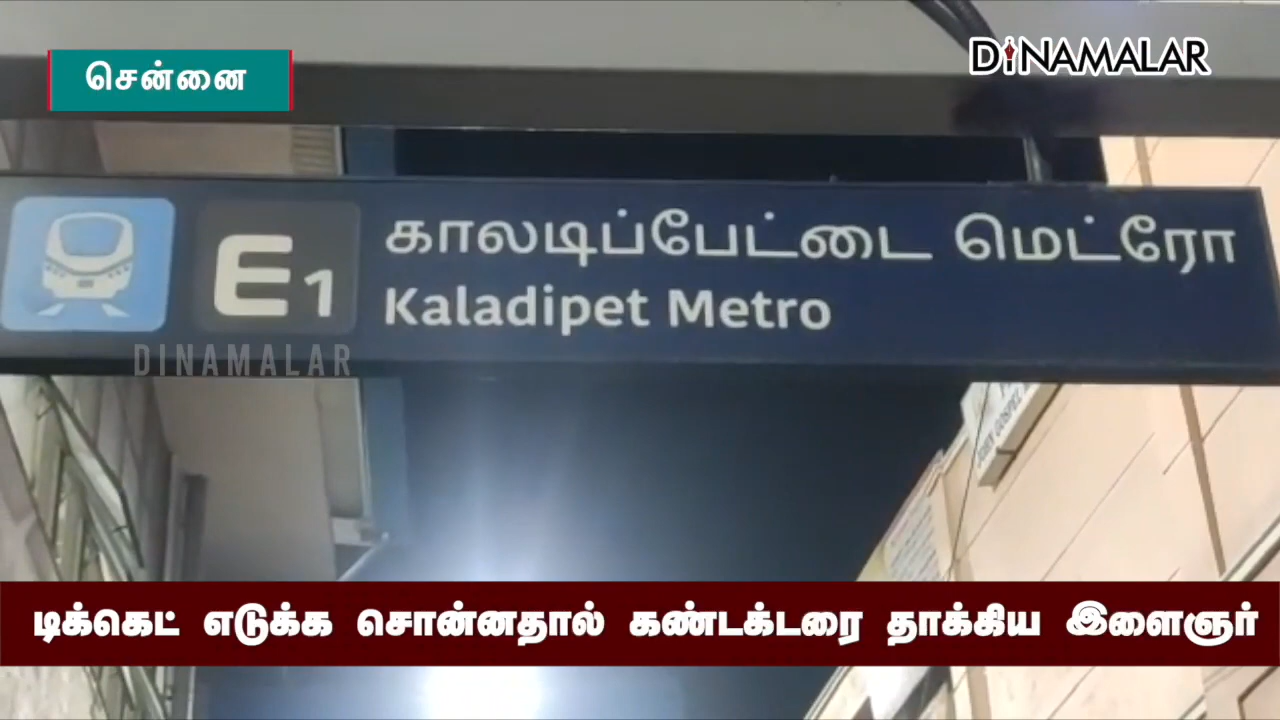 சென்னை
DINAMALAR
E1
காலடிப்பேட்டை மெட்ரோ
Kaladipet Metro
DINAMALAR
டிக்கெட் எடுக்க சொன்னதால் கண்டக்டரை தாக்கிய இளைஞர்